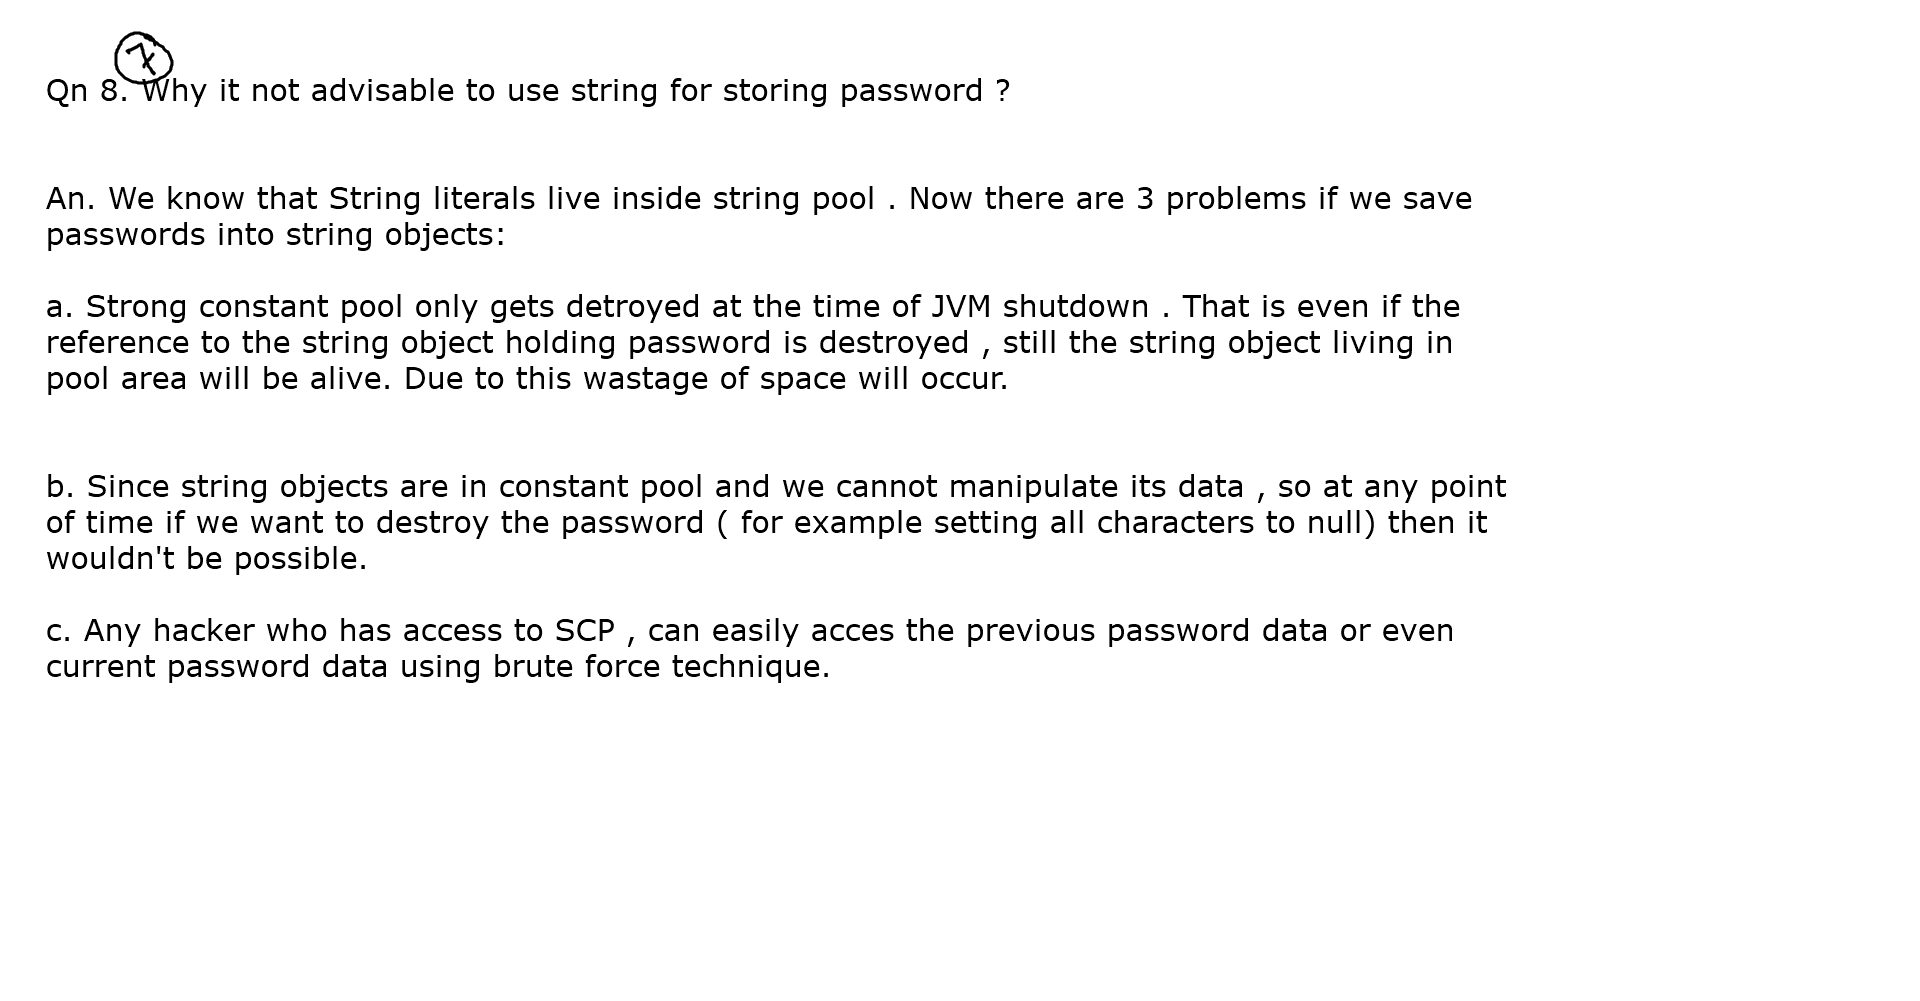 7
Qn 8. Why it not advisable to use string for storing password ?
An. We know that String literals live inside string pool . Now there are 3 problems if we save
passwords into string objects:
a. Strong constant pool only gets detroyed at the time of JVM shutdown . That is even if the
reference to the string object holding password is destroyed , still the string object living in
pool area will be alive. Due to this wastage of space will occur.
b. Since string objects are in constant pool and we cannot manipulate its data , so at any point
of time if we want to destroy the password ( for example setting all characters to null) then it
wouldn't be possible.
c. Any hacker who has access to SCP , can easily acces the previous password data or even
current password data using brute force technique.